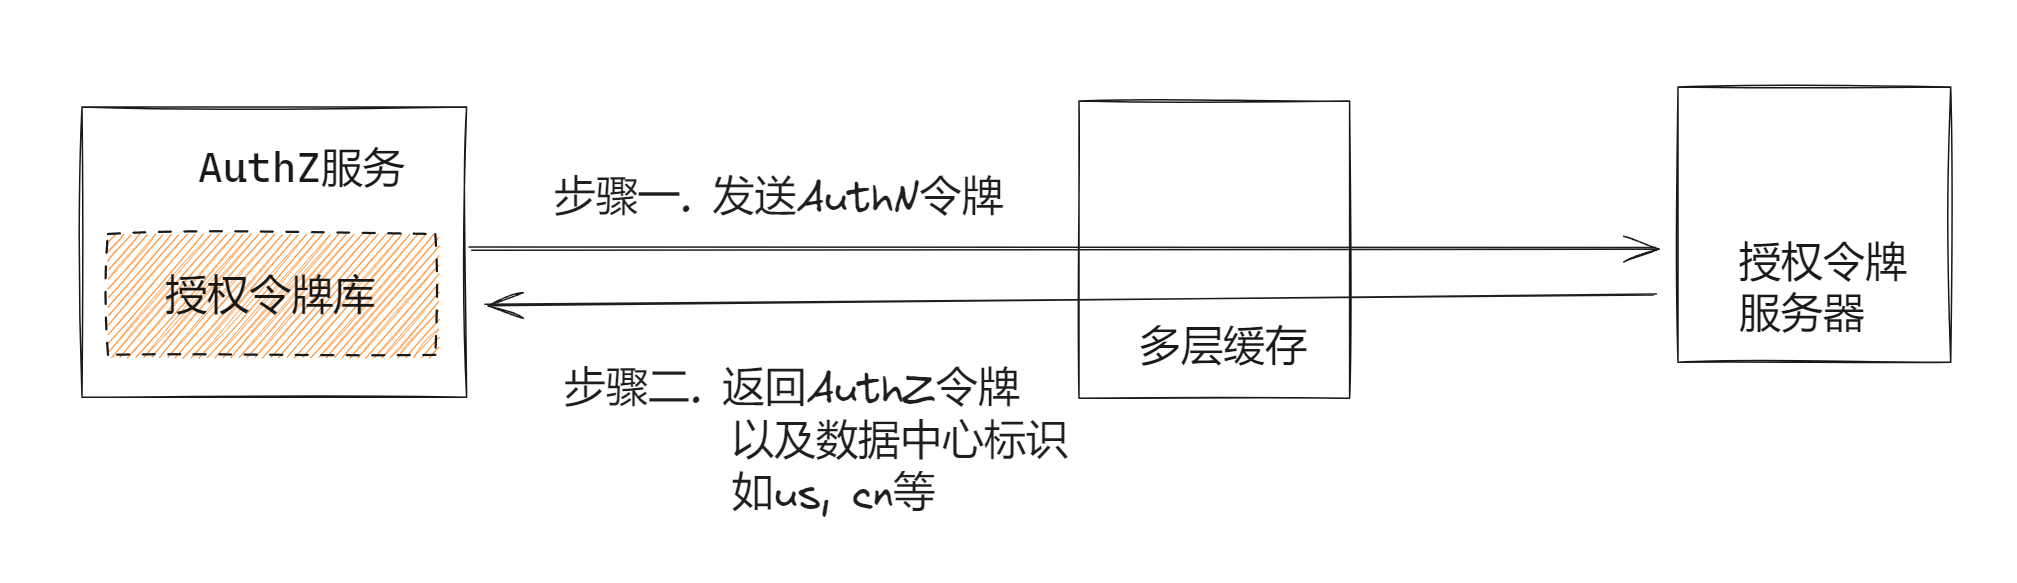 AuthZ服务
授权令牌库
步骤一. 发送AuthN令牌
步骤二. 返回AuthZ令牌
以及数据中心标识
如us, cn等
多层缓存
授权令牌
服务器